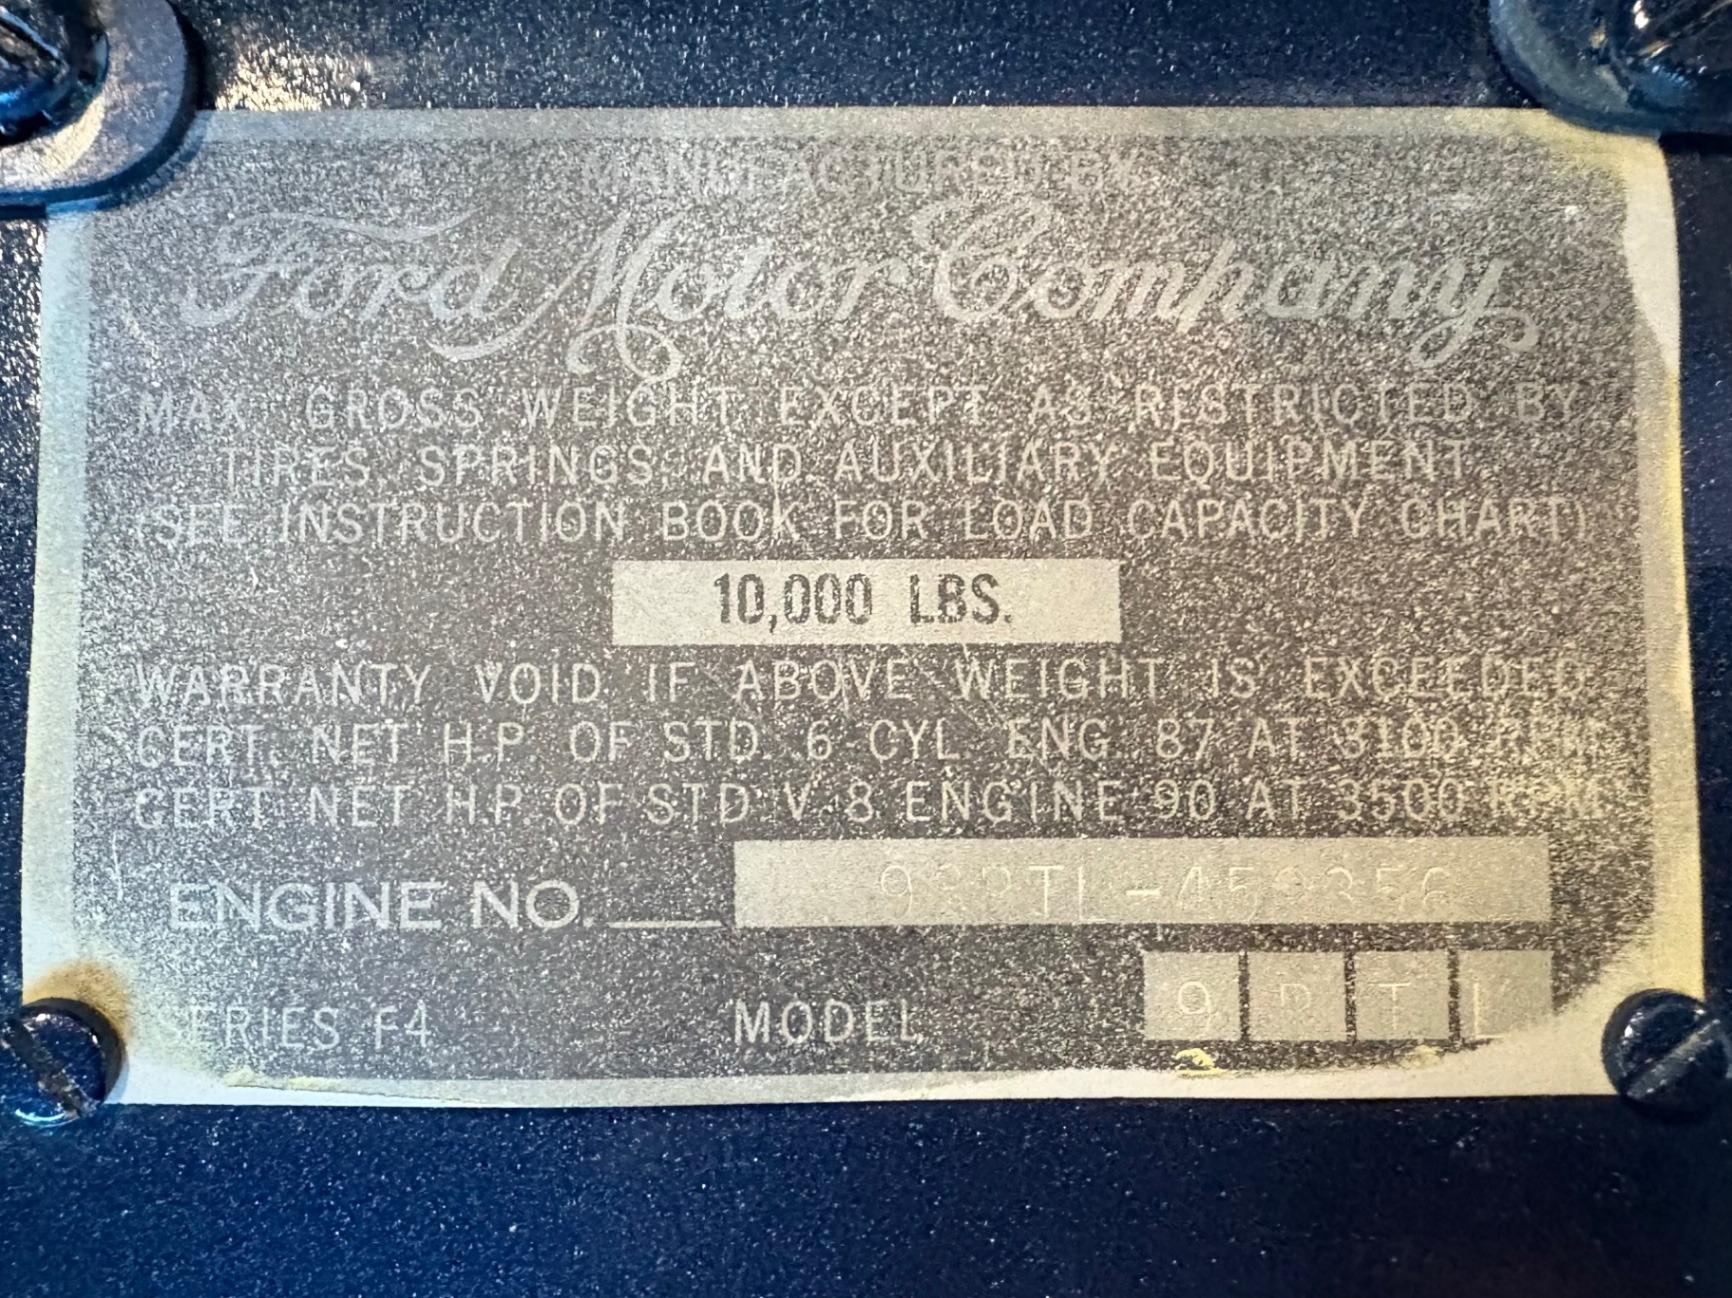 MANUFACTURED BY
Ford Motor Company
MAX. GROSS WEIGHT EXCEPT AS RESTRICTED BY
TIRES, SPRINGS, AND AUXILIARY EQUIPMENT.
(SEE INSTRUCTION BOOK FOR LOAD CAPACITY CHART)
10,000 LBS.
WARRANTY VOID IF ABOVE WEIGHT IS EXCEEDED
CERT. NET H.P. OF STD. 6 CYL. ENG. 87 AT 3100 R.P.M.
CERT. NET H.P. OF STD. V-8 ENGINE 90 AT 3500 R.P.M.
ENGINE NO.
SERIES F4 MODEL 9 R T L